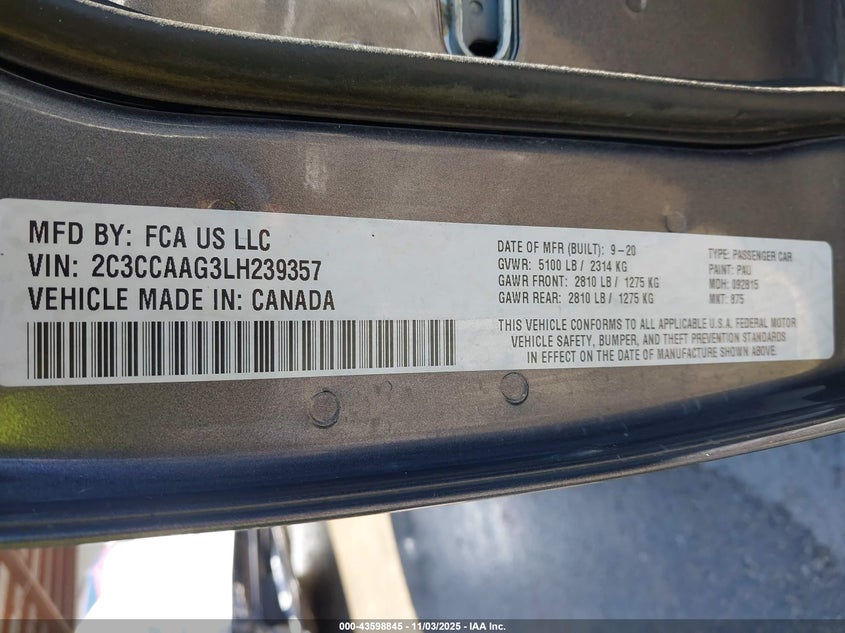 MFD BY: FCA US LLC
VIN: 2C3CCAAG3LH239357
VEHICLE MADE IN: CANADA
DATE OF MFR (BUILT): 9-20
GVWR: 5100 LB / 2314 KG
GAWR FRONT: 2810 LB / 1275 KG
GAWR REAR: 2810 LB / 1275 KG
TYPE: PASSENGER CAR
PAINT: PAU
MDH: 092815
MKT: 875
THIS VEHICLE CONFORMS TO ALL APPLICABLE U.S.A. FEDERAL MOTOR
VEHICLE SAFETY, BUMPER, AND THEFT PREVENTION STANDARDS
IN EFFECT ON THE DATE OF MANUFACTURE SHOWN ABOVE.
000-43598845 - 11/03/2025 - IAA Inc.